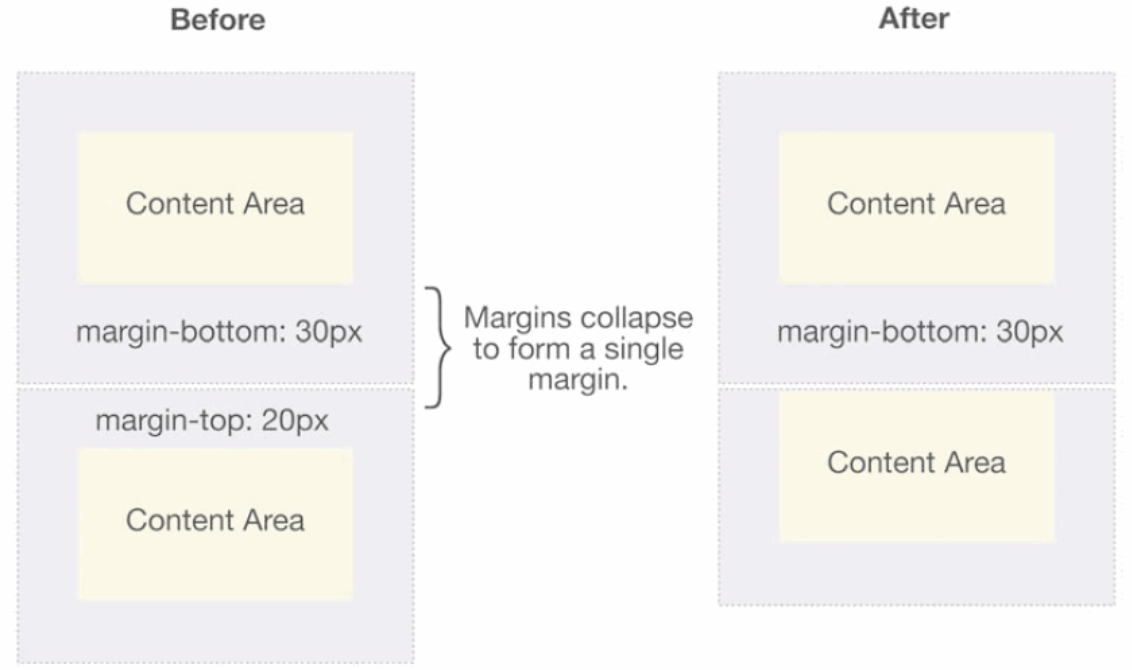 Before
Content Area
margin-bottom: 30px
margin-top: 20px
Content Area
Margins collapse
to form a single
margin.
After
Content Area
margin-bottom: 30px
Content Area